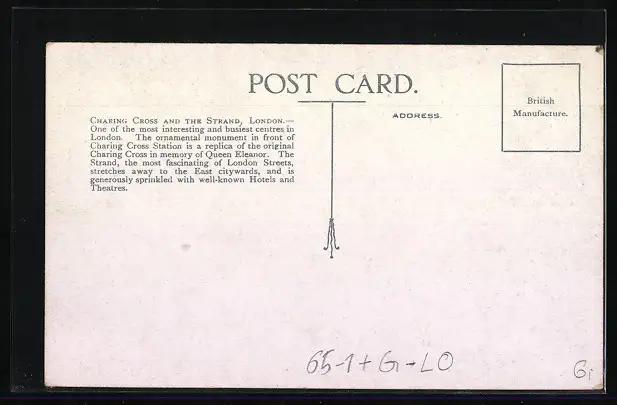 POST CARD.
British
Manufacture.
ADDRESS.
CHARING CROSS AND THE STRAND, LONDON.—
One of the most interesting and busiest centres in
London. The ornamental monument in front of
Charing Cross Station is a replica of the original
Charing Cross in memory of Queen Eleanor. The
Strand, the most fascinating of London Streets,
stretches away to the East citywards, and is
generously sprinkled with well-known Hotels and
Theatres.
65-1+G-LO